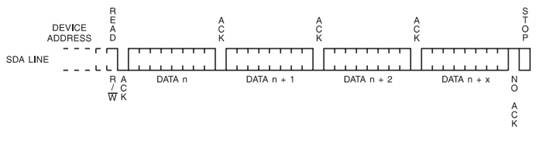 READ
ACK
ACK
ACK
STOP
DEVICE
ADDRESS
SDA LINE
R/W
ACK
DATA n
DATA n + 1
DATA n + 2
DATA n + x
NO ACK